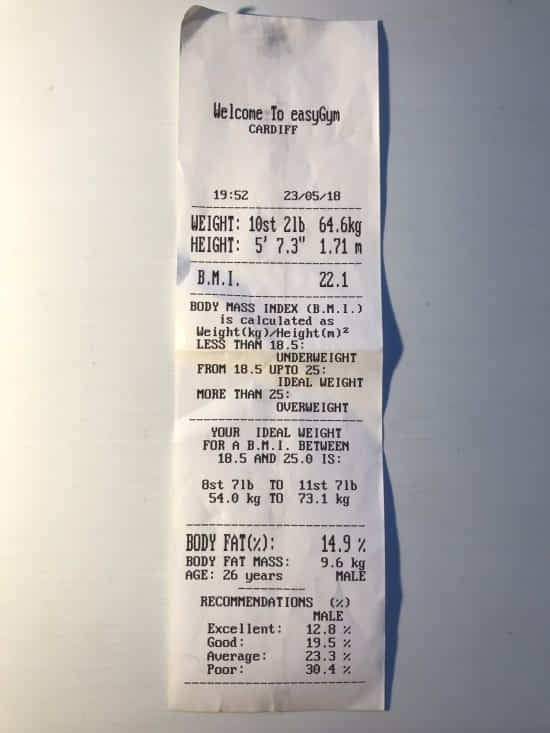 Welcome To easyGym
CARDIFF
19:52 23/05/18
WEIGHT: 10st 2lb 64.6kg
HEIGHT: 5' 7.3" 1.71 m
B.M.I. 22.1
BODY MASS INDEX (B.M.I.)
is calculated as
Weight(kg)/Height(m)²
LESS THAN 18.5:
UNDERWEIGHT
FROM 18.5 UPTO 25:
IDEAL WEIGHT
MORE THAN 25:
OVERWEIGHT
YOUR IDEAL WEIGHT
FOR A B.M.I. BETWEEN
18.5 AND 25.0 IS:
8st 7lb TO 11st 7lb
54.0 kg TO 73.1 kg
BODY FAT(%): 14.9 %
BODY FAT MASS: 9.6 kg
AGE: 26 years MALE
RECOMMENDATIONS (%)
MALE
Excellent: 12.8 %
Good: 19.5 %
Average: 23.3 %
Poor: 30.4 %